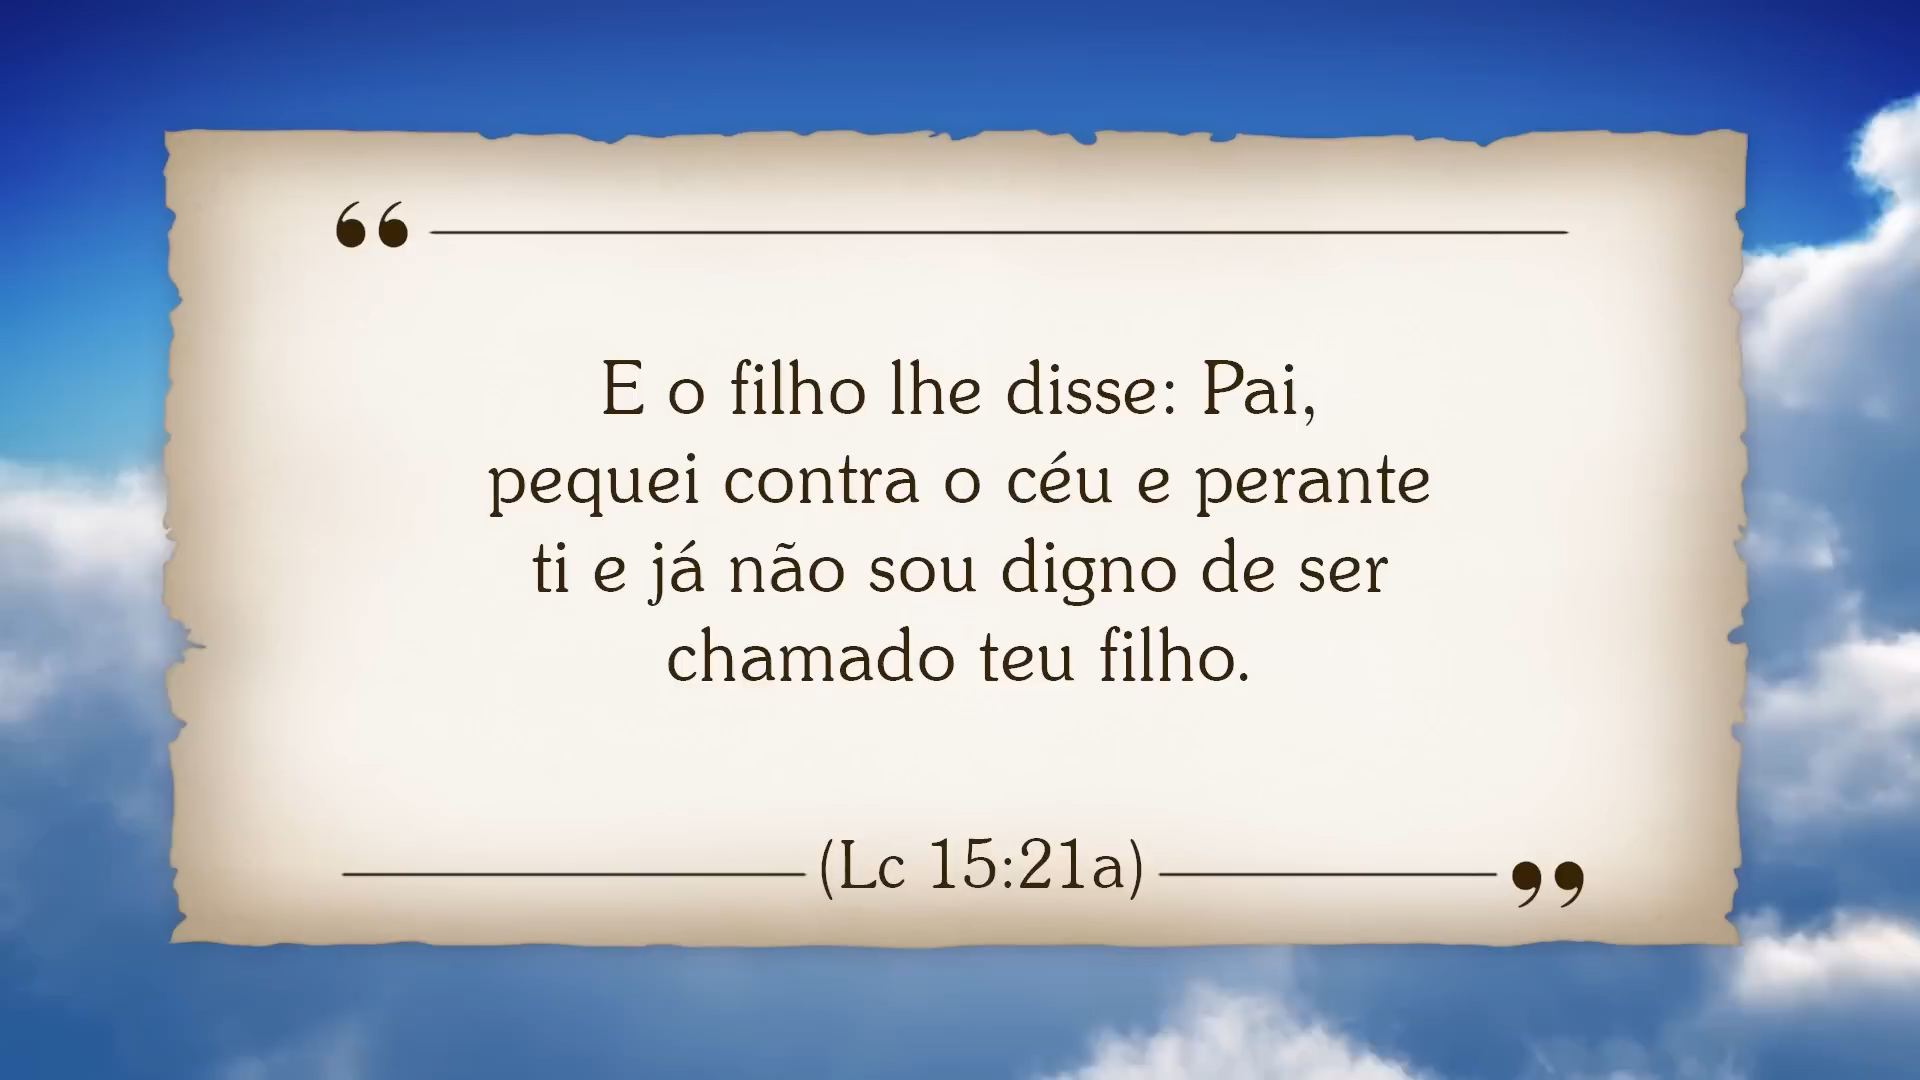 “
E o filho lhe disse: Pai,
pequei contra o céu e perante
ti e já não sou digno de ser
chamado teu filho.
(Lc 15:21a)
”